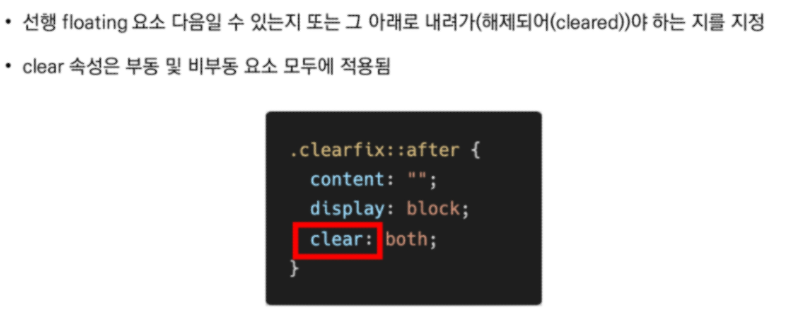 • 선행 floating 요소 다음일 수 있는지 또는 그 아래로 내려가(해제되어(cleared))야 하는 지를 지정
• clear 속성은 부동 및 비부동 요소 모두에 적용됨
.clearfix::after {
content: "";
display: block;
clear: both;
}